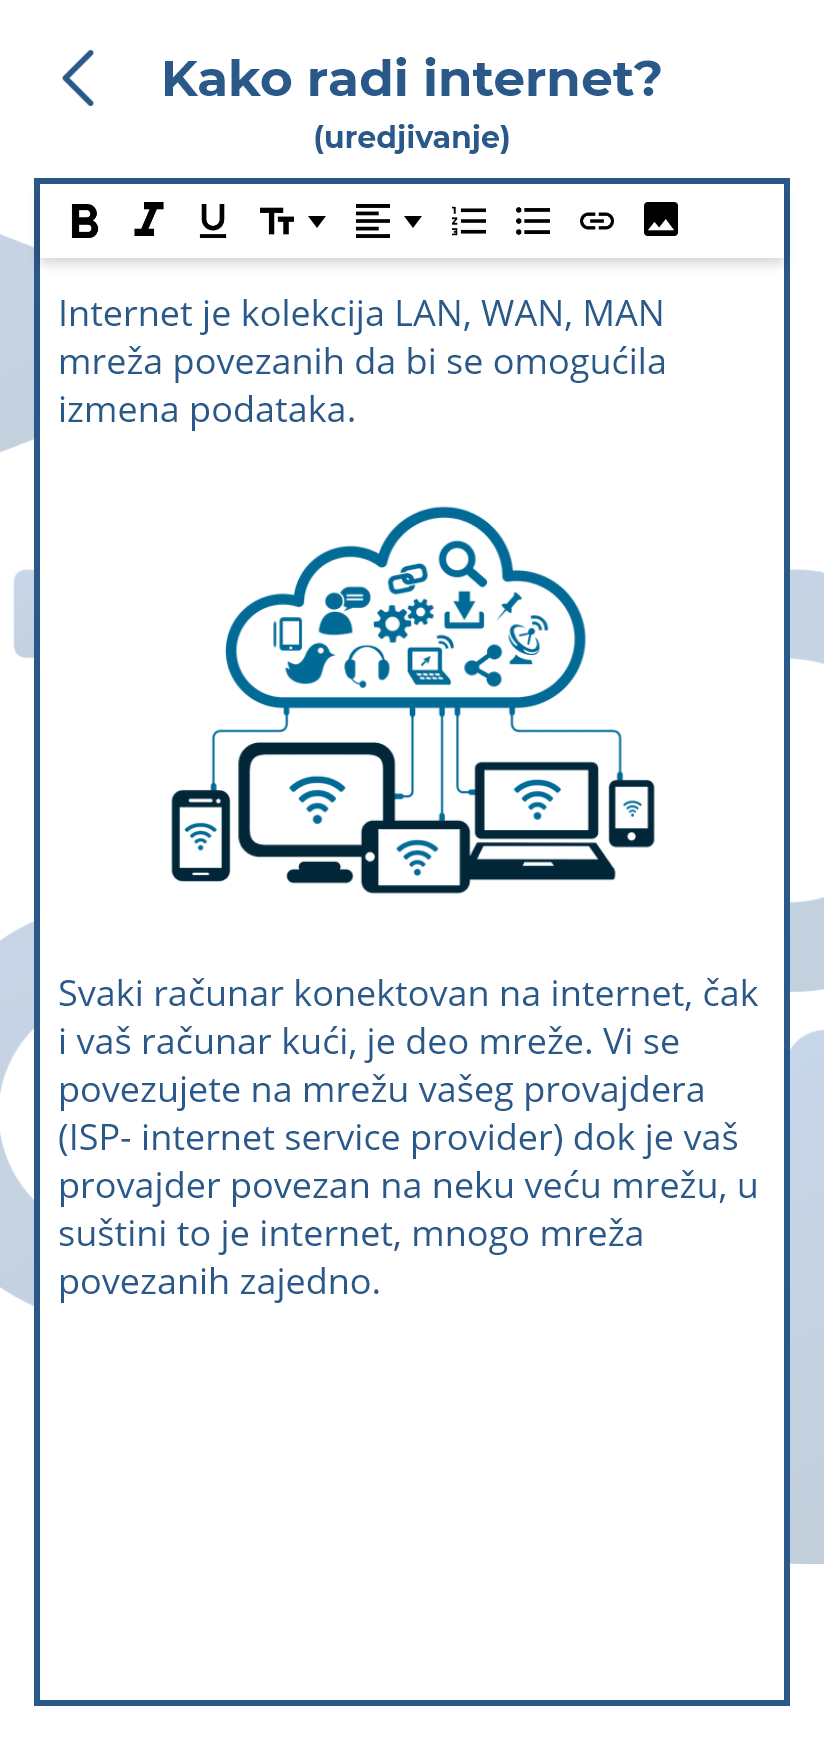 Kako radi internet?
(uredjivanje)
Internet je kolekcija LAN, WAN, MAN
mreža povezanih da bi se omogućila
izmena podataka.
Svaki računar konektovan na internet, čak
i vaš računar kući, je deo mreže. Vi se
povezujete na mrežu vašeg provajdera
(ISP- internet service provider) dok je vaš
provajder povezan na neku veću mrežu, u
suštini to je internet, mnogo mreža
povezanih zajedno.